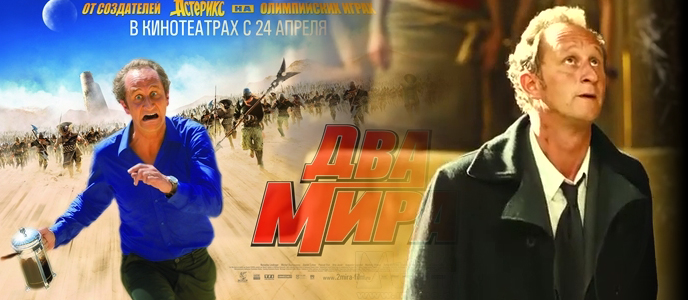 ОТ СОЗДАТЕЛЕЙ АСТЕРИКС НА ОЛИМПИЙСКИХ ИГРАХ
В КИНОТЕАТРАХ С 24 АПРЕЛЯ
ДВА
МИРА